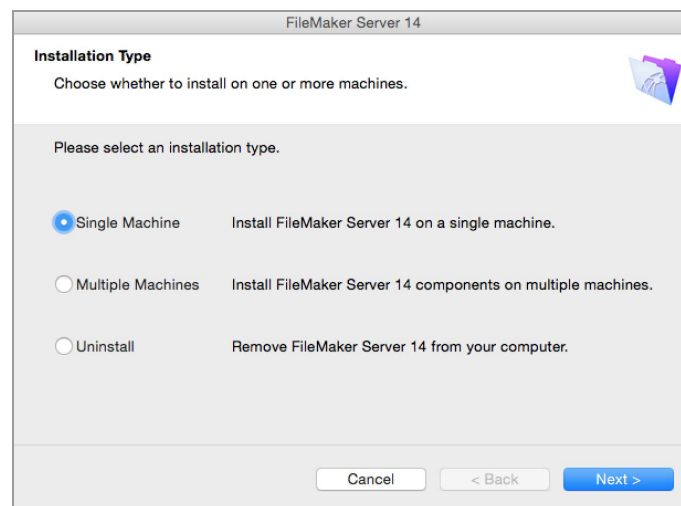 FileMaker Server 14
Installation Type
Choose whether to install on one or more machines.
Please select an installation type.
Single Machine Install FileMaker Server 14 on a single machine.
Multiple Machines Install FileMaker Server 14 components on multiple machines.
Uninstall Remove FileMaker Server 14 from your computer.
Cancel < Back Next >